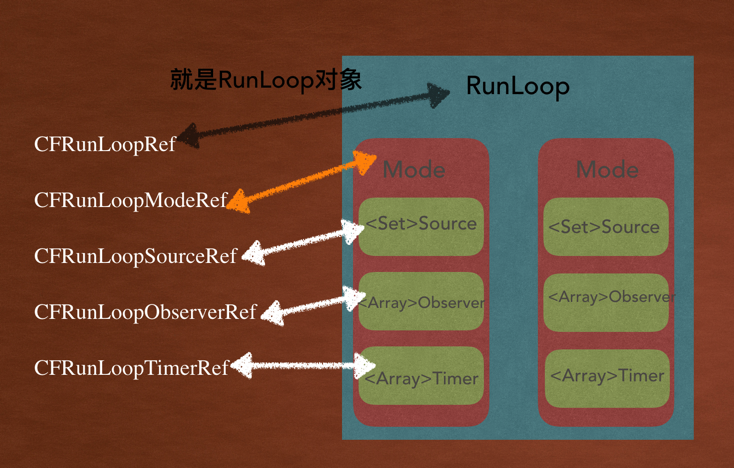 就是RunLoop对象
RunLoop
CFRunLoopRef
CFRunLoopModeRef
CFRunLoopSourceRef
CFRunLoopObserverRef
CFRunLoopTimerRef
Mode
<Set>Source
<Array>Observer
<Array>Timer
Mode
<Set>Source
<Array>Observer
<Array>Timer